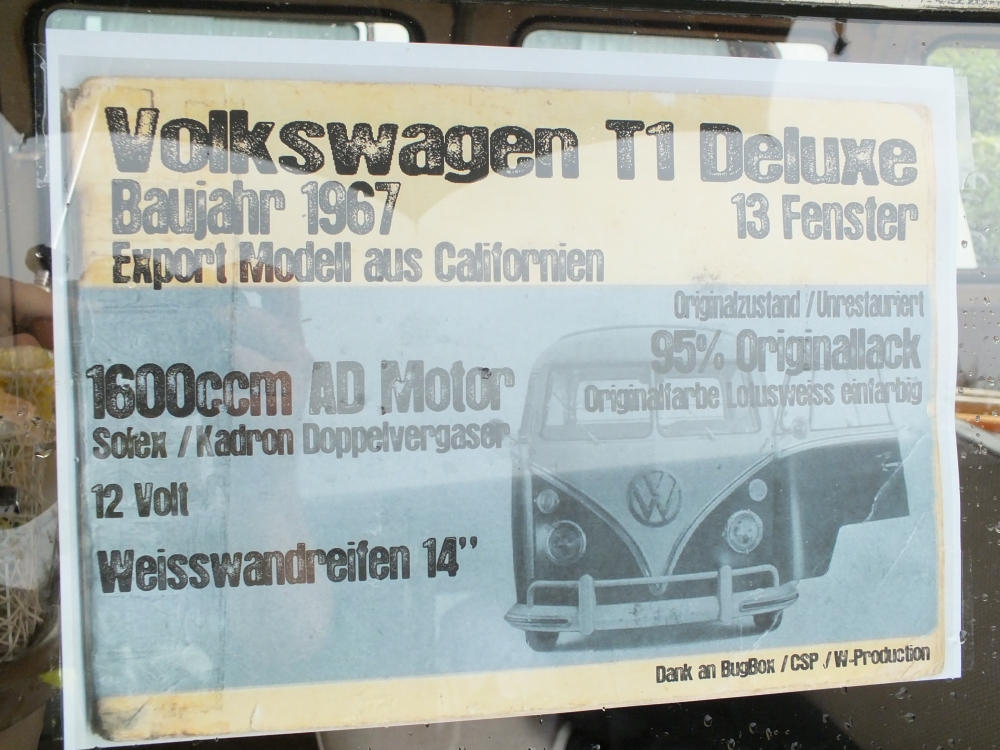 Volkswagen T1 Deluxe
Baujahr 1967
13 Fenster
Export Modell aus Californien
Originalzustand / Unrestauriert
95% Originallack
Originalfarbe Lotusweiss einfarbig
1600ccm AD Motor
Solex / Kadron Doppelvergaser
12 Volt
Weisswandreifen 14"
Dank an BugBox / CSP / W-Production